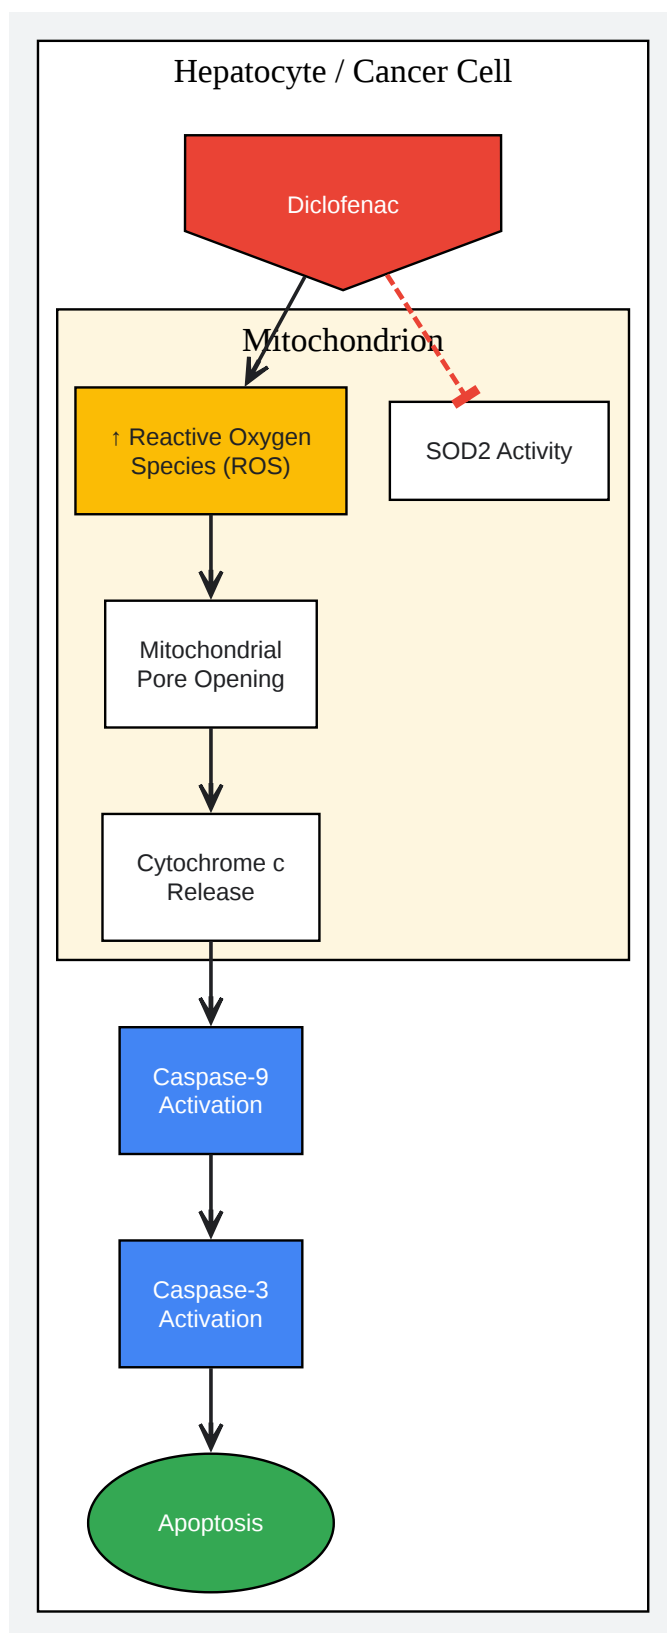 Hepatocyte / Cancer Cell
Diclofenac
Mitochondrion
↑ Reactive Oxygen
Species (ROS)
SOD2 Activity
Mitochondrial
Pore Opening
Cytochrome c
Release
Caspase-9
Activation
Caspase-3
Activation
Apoptosis